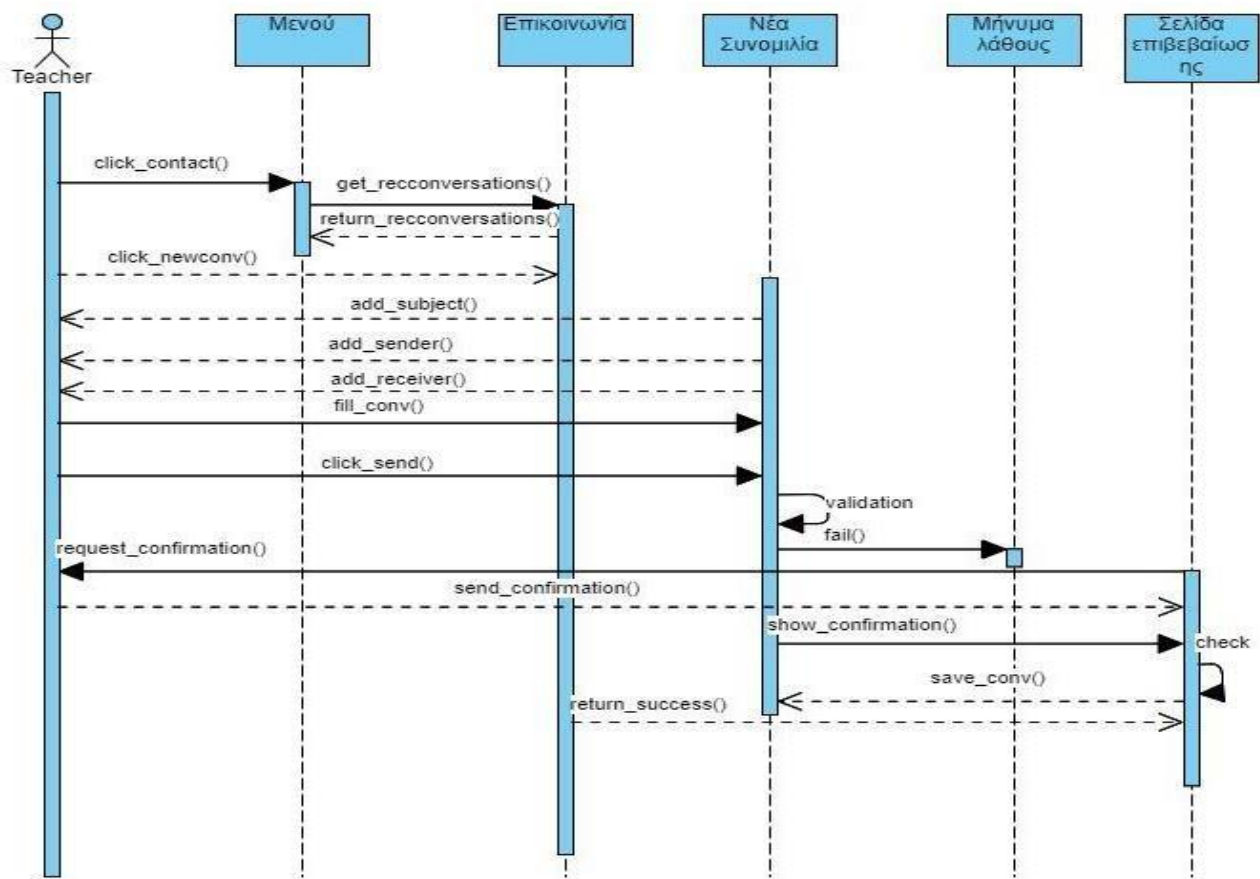 Μενού
Επικοινωνία
Νέα
Συνομιλία
Μήνυμα
λάθους
Σελίδα
επιβεβαίωσ
ης
Teacher
click_contact()
get_recconversations()
return_recconversations()
click_newconv()
add_subject()
add_sender()
add_receiver()
fill_conv()
click_send()
validation
fail()
request_confirmation()
send_confirmation()
show_confirmation()
check
save_conv()
return_success()